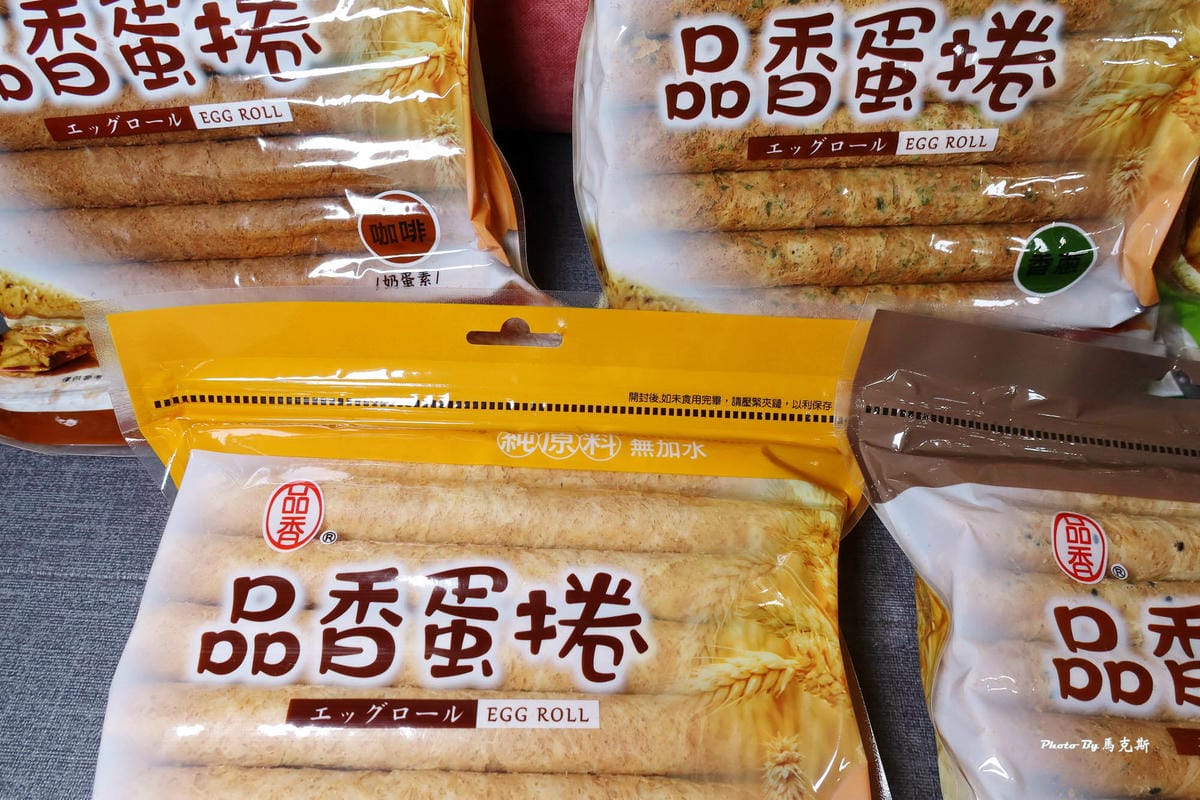 品香蛋捲
エッグロール EGG ROLL
咖啡
奶蛋素
品香蛋捲
エッグロール EGG ROLL
香蔥
開封後,如未食用完畢，請壓緊夾鏈，以利保存
純原料 無加水
品香®
品香蛋捲
エッグロール EGG ROLL
品香®
品香
Photo By 馬克斯